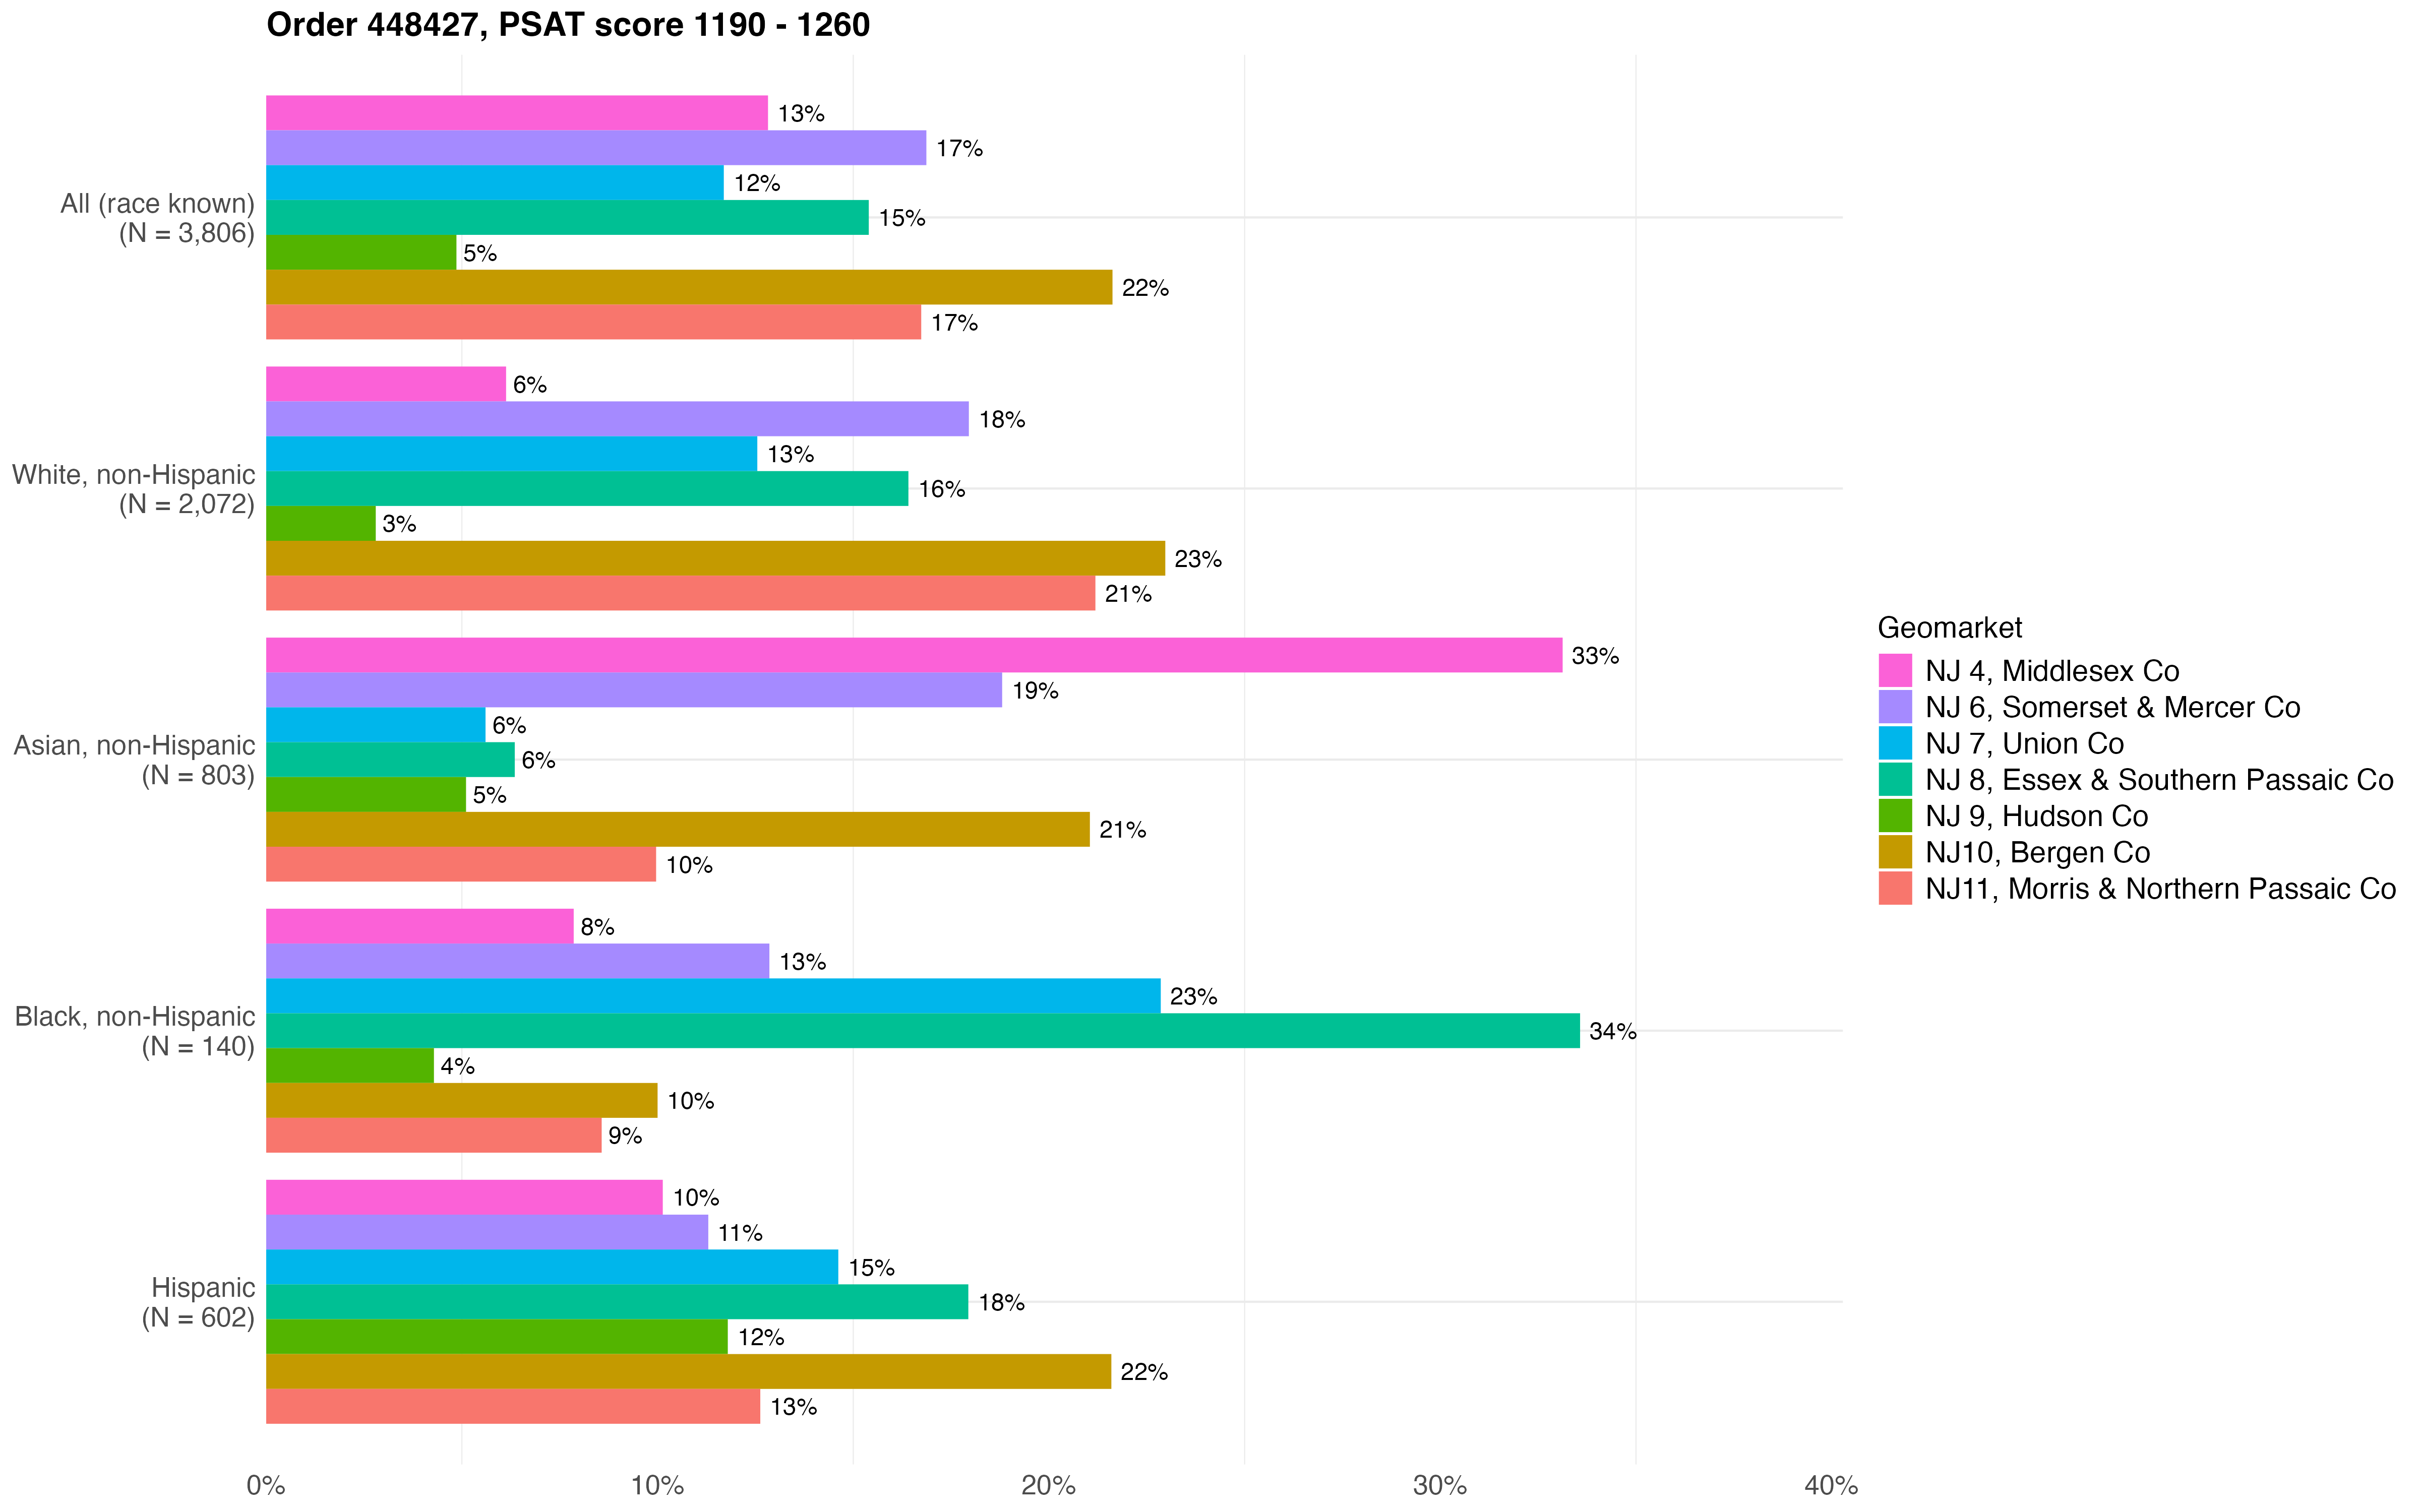 Order 448427, PSAT score 1190 - 1260
All (race known)
(N = 3,806)
13%
17%
12%
15%
5%
22%
17%
White, non-Hispanic
(N = 2,072)
6%
18%
13%
16%
3%
23%
21%
Asian, non-Hispanic
(N = 803)
33%
19%
6%
6%
5%
21%
10%
Black, non-Hispanic
(N = 140)
8%
13%
23%
34%
4%
10%
9%
Hispanic
(N = 602)
10%
11%
15%
18%
12%
22%
13%
0%
10%
20%
30%
40%
Geomarket
NJ 4, Middlesex Co
NJ 6, Somerset & Mercer Co
NJ 7, Union Co
NJ 8, Essex & Southern Passaic Co
NJ 9, Hudson Co
NJ10, Bergen Co
NJ11, Morris & Northern Passaic Co